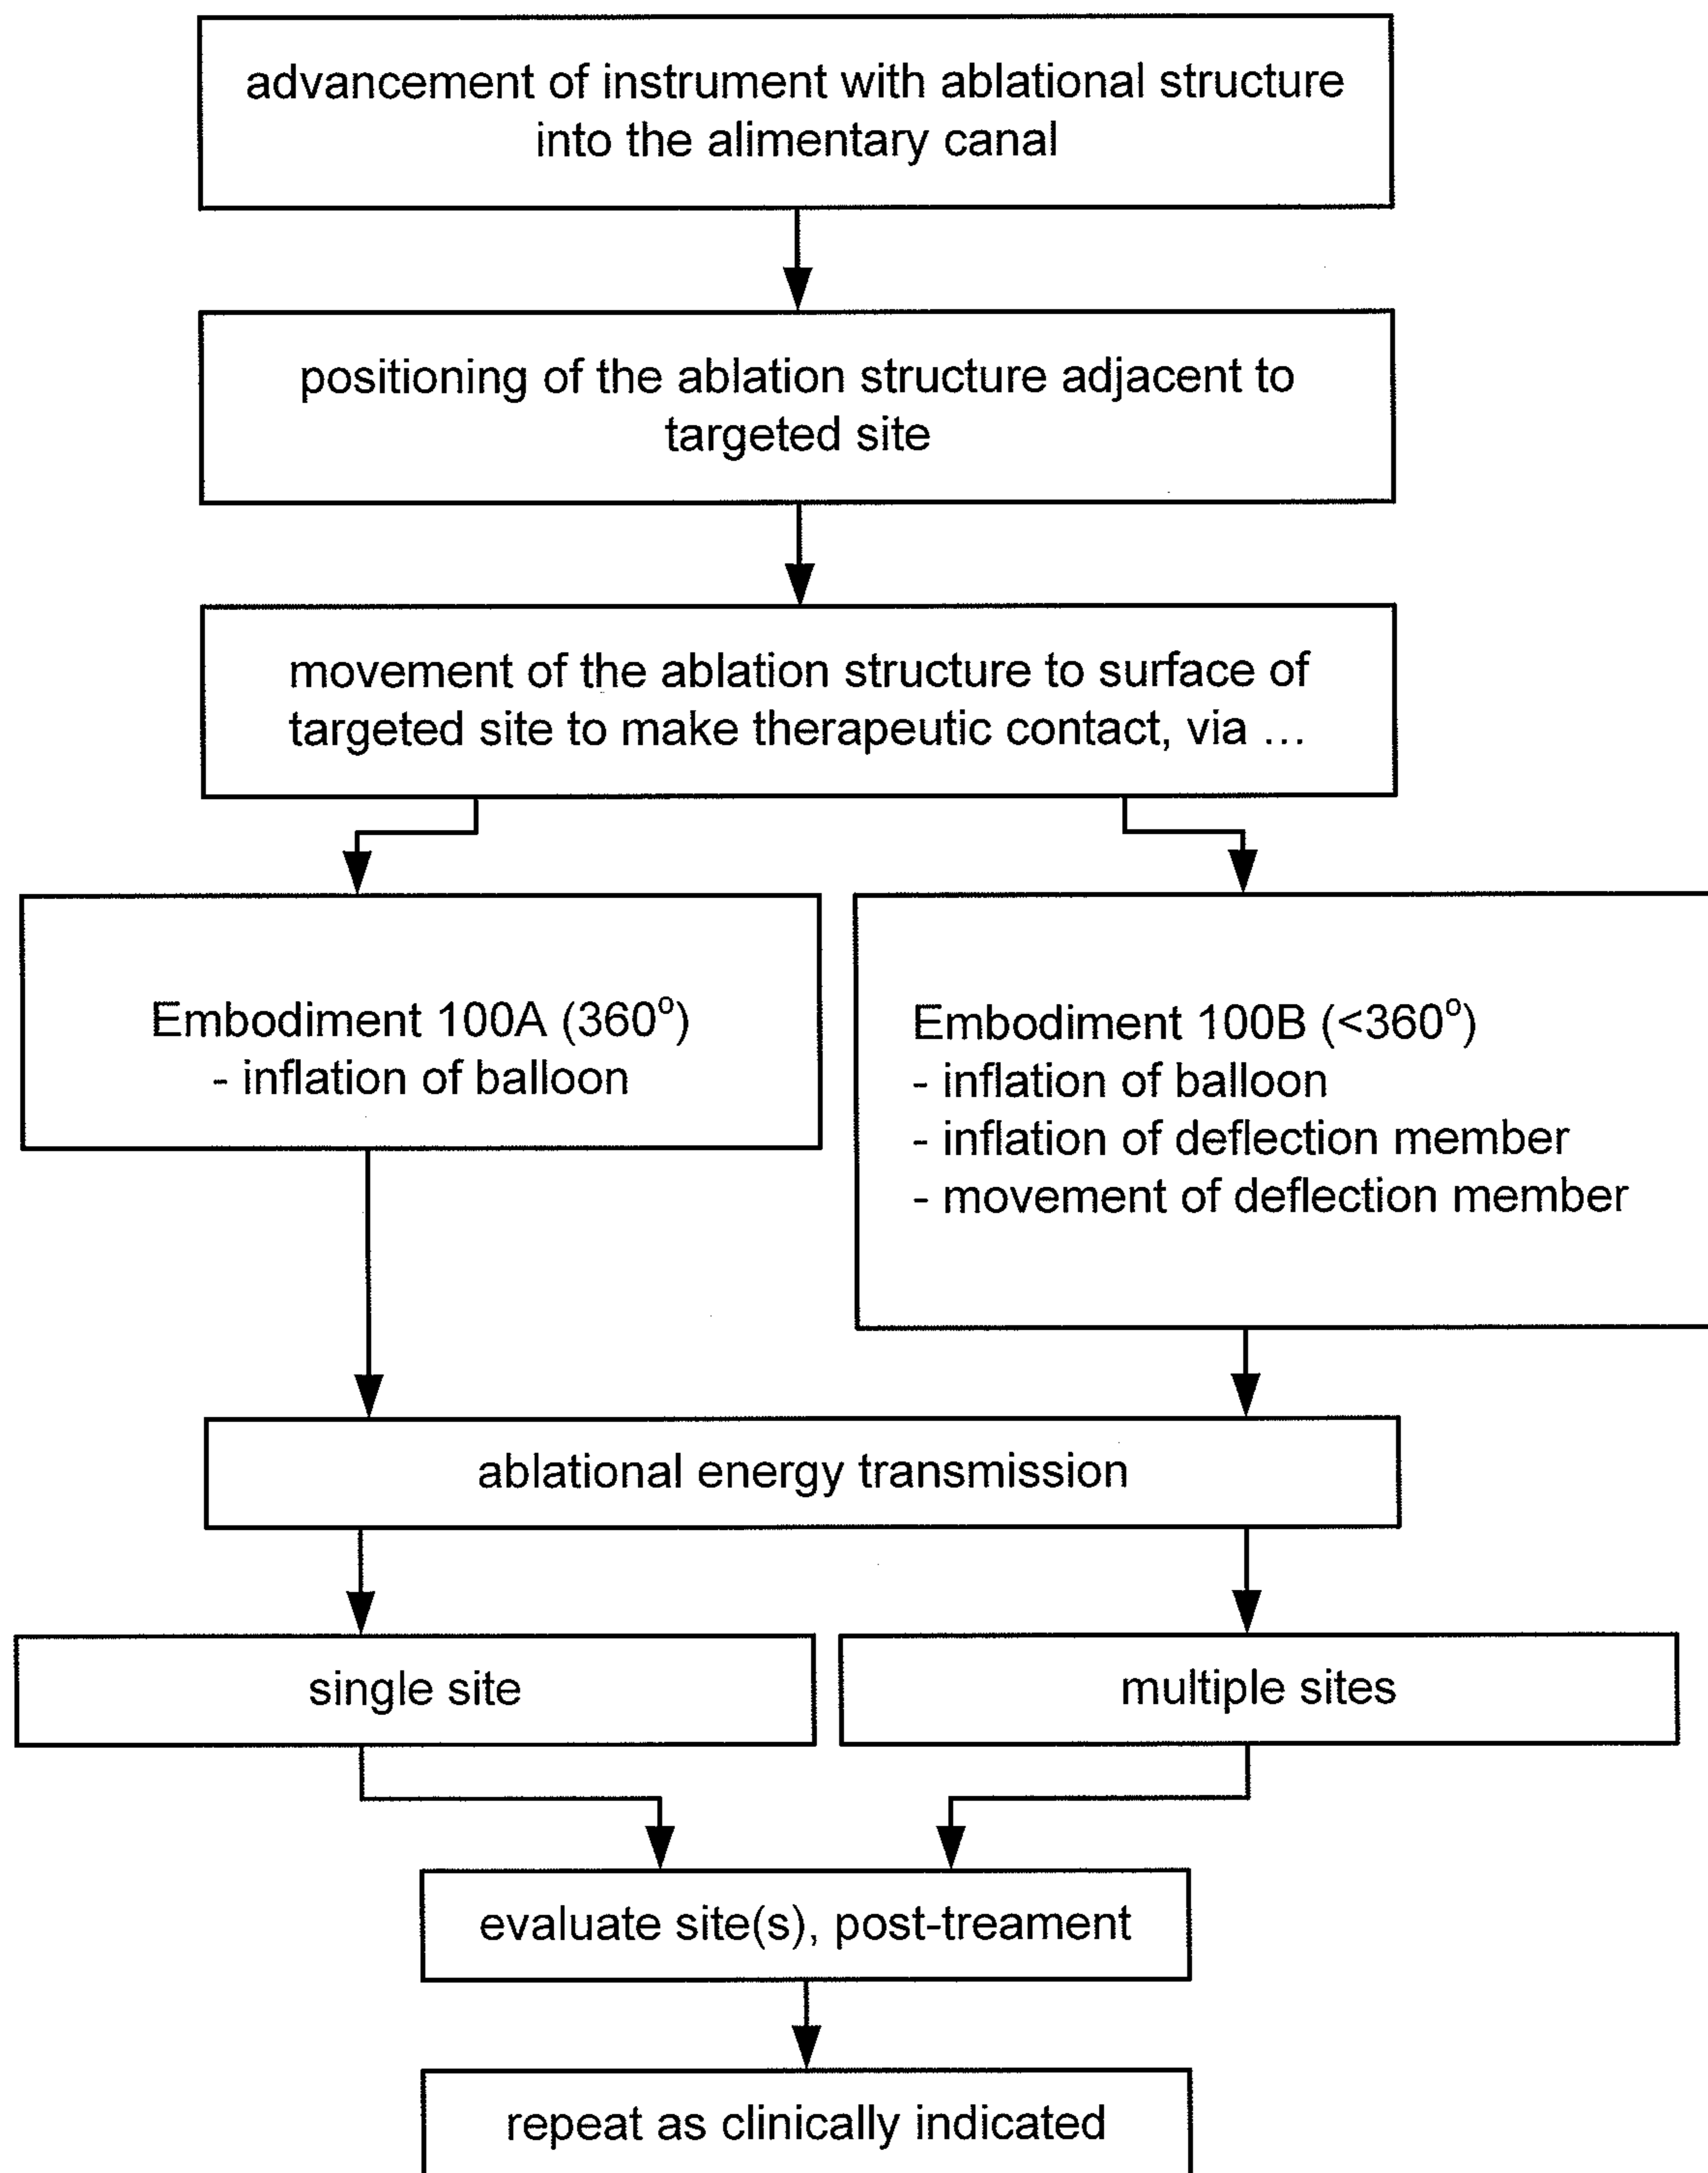 advancement of instrument with ablational structure
into the alimentary canal
positioning of the ablation structure adjacent to
targeted site
movement of the ablation structure to surface of
targeted site to make therapeutic contact, via ...
Embodiment 100A (360°)
- inflation of balloon
Embodiment 100B (<360°)
- inflation of balloon
- inflation of deflection member
- movement of deflection member
ablational energy transmission
single site
multiple sites
evaluate site(s), post-treament
repeat as clinically indicated